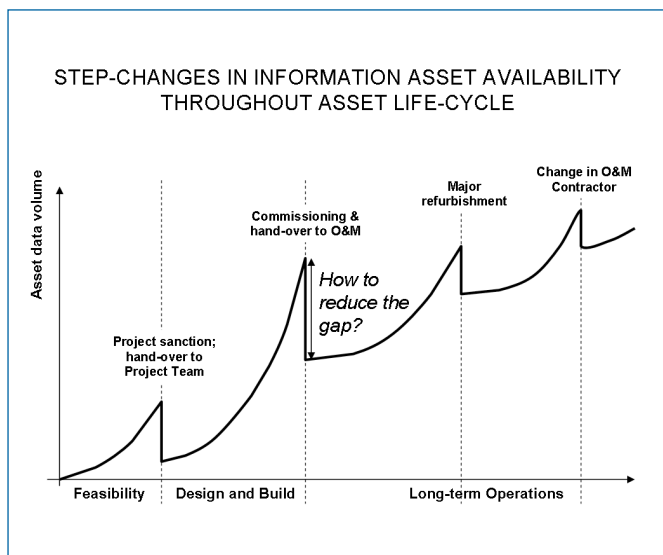 STEP-CHANGES IN INFORMATION ASSET AVAILABILITY
THROUGHOUT ASSET LIFE-CYCLE
Asset data volume
Project sanction;
hand-over to
Project Team
Commissioning &
hand-over to O&M
How to
reduce the
gap?
Major
refurbishment
Change in O&M
Contractor
Feasibility
Design and Build
Long-term Operations